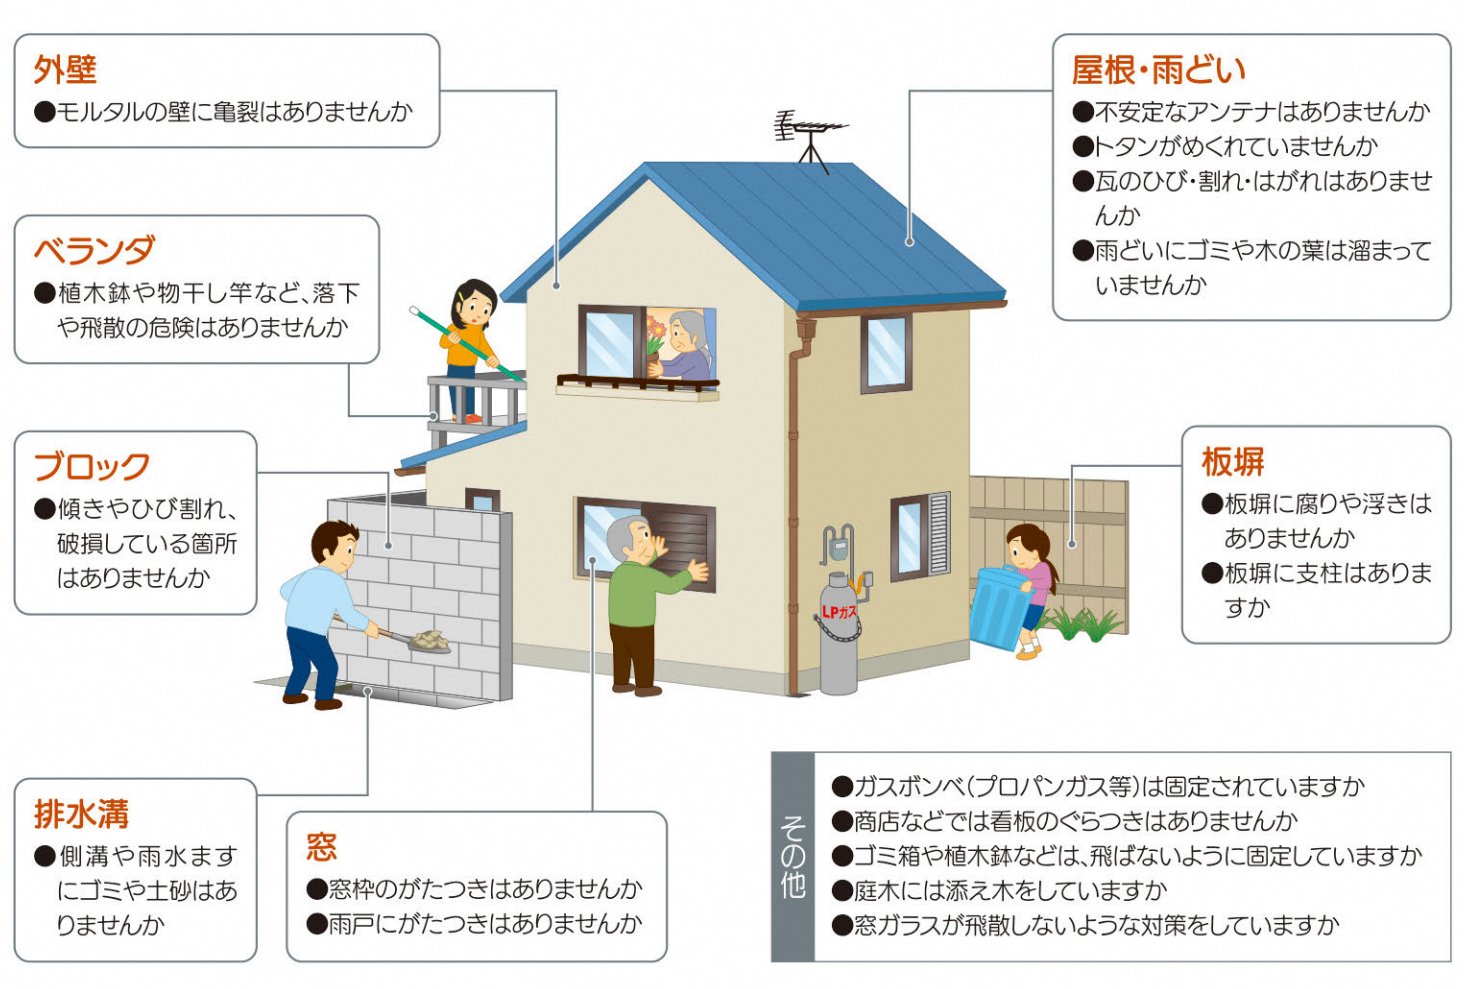 外壁
●モルタルの壁に亀裂はありませんか
ベランダ
●植木鉢や物干し竿など、落下
や飛散の危険はありませんか
ブロック
●傾きやひび割れ、
破損している箇所
はありませんか
排水溝
●側溝や雨水ます
にゴミや土砂はあ
りませんか
窓
●窓枠のがたつきはありませんか
●雨戸にがたつきはありませんか
屋根・雨どい
●不安定なアンテナはありませんか
●トタンがめくれていませんか
●瓦のひび・割れ・はがれはありませ
んか
●雨どいにゴミや木の葉は溜まって
いませんか
板塀
●板塀に腐りや浮きは
ありませんか
●板塀に支柱はありま
すか
LPガス
その他
●ガスボンベ（プロパンガス等）は固定されていますか
●商店などでは看板のぐらつきはありませんか
●ゴミ箱や植木鉢などは、飛ばないように固定していますか
●庭木には添え木をしていますか
●窓ガラスが飛散しないような対策をしていますか